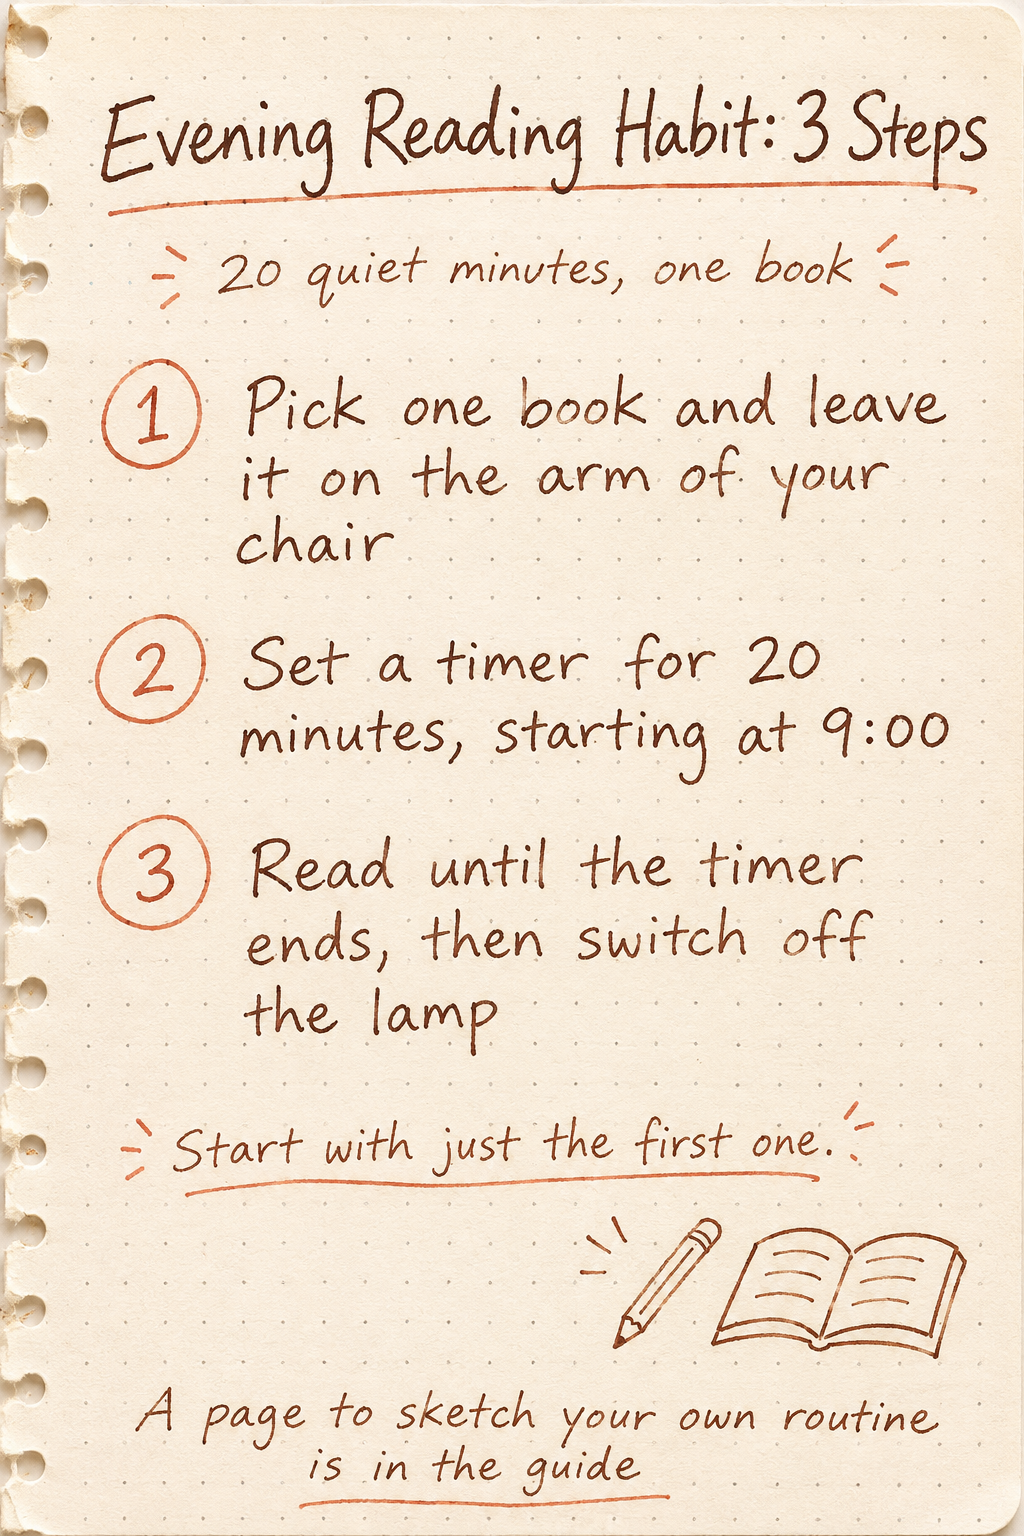 Evening Reading Habit: 3 Steps
20 quiet minutes, one book
1 Pick one book and leave
it on the arm of your
chair
2 Set a timer for 20
minutes, starting at 9:00
3 Read until the timer
ends, then switch off
the lamp
Start with just the first one.
A page to sketch your own routine
is in the guide